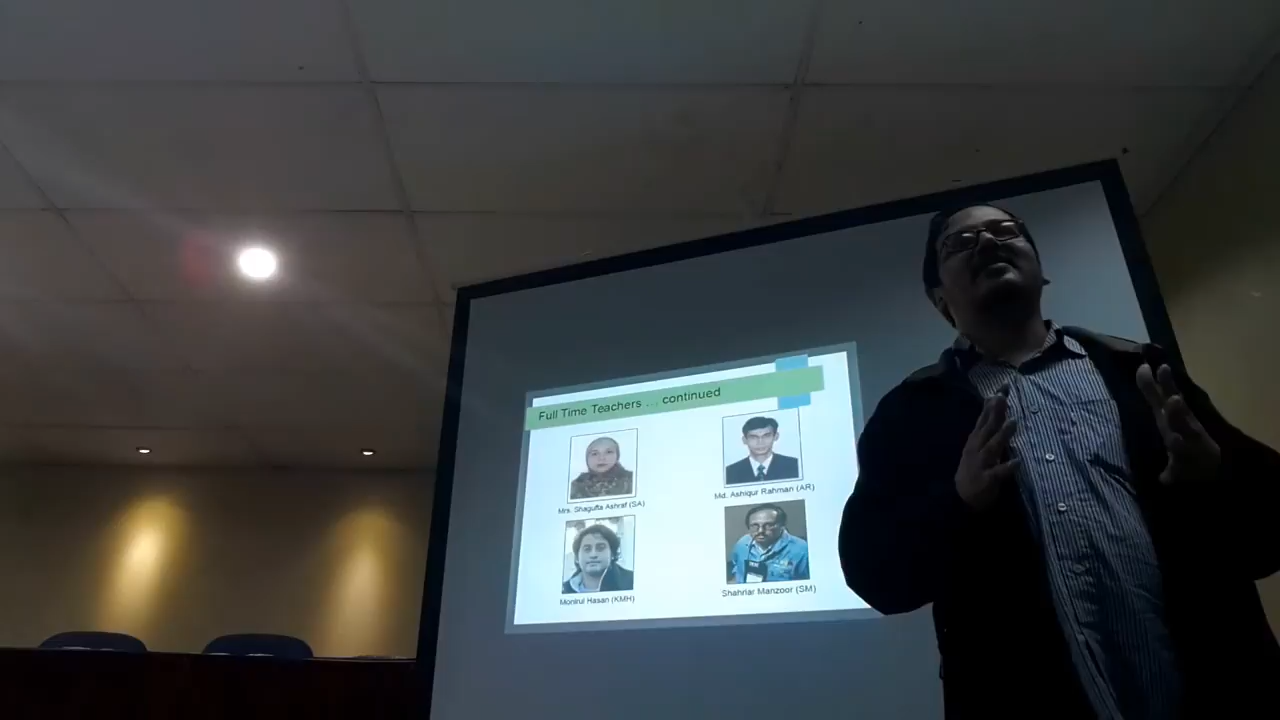 Full Time Teachers ... continued
Mrs. Shagufta Ashraf (SA)
Md. Ashiqur Rahman (AR)
Monirul Hasan (KMH)
Shahriar Manzoor (SM)